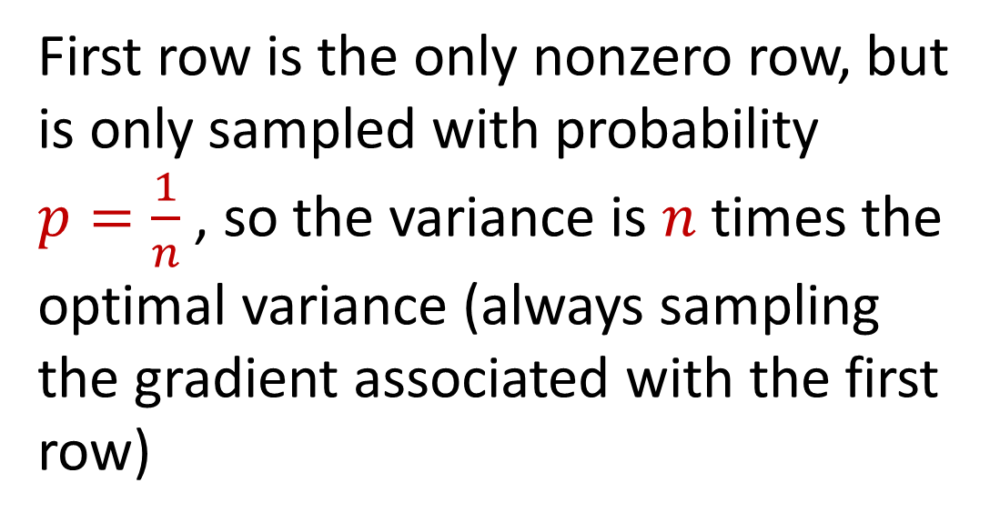 First row is the only nonzero row, but
is only sampled with probability
p = 1/n , so the variance is n times the
optimal variance (always sampling
the gradient associated with the first
row)